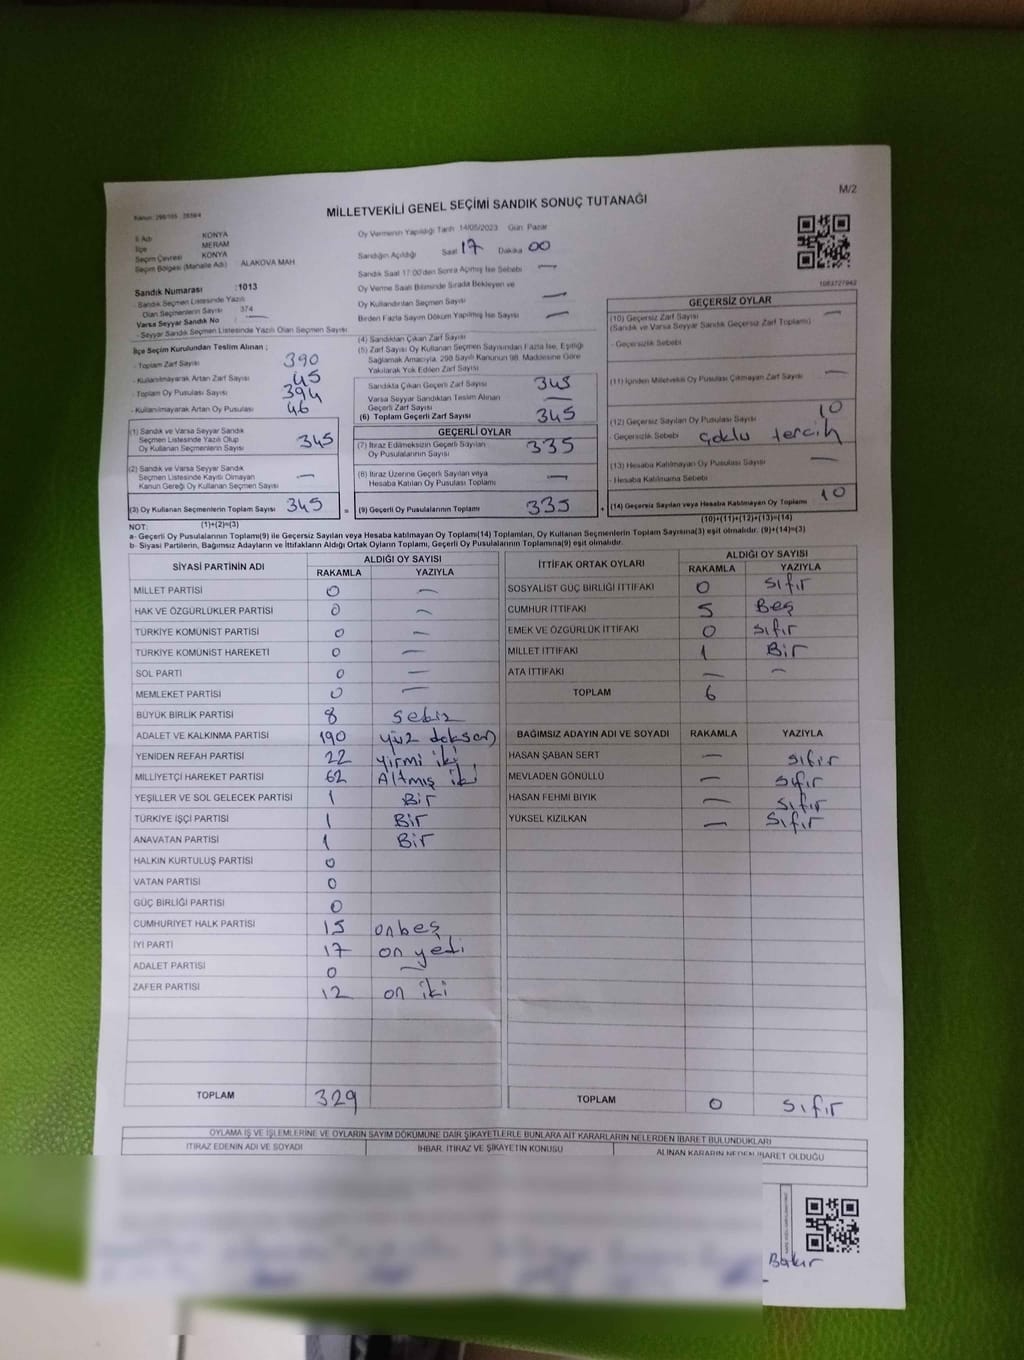 M/2
MİLLETVEKİLİ GENEL SEÇİMİ SANDIK SONUÇ TUTANAĞI
İl Adı KONYA
İlçe MERAM
Seçim Çevresi KONYA
Seçim Bölgesi (Mahalle Adı) ALAKOVA MAH
Sandık Numarası :1013
- Sandık Seçmen Listesinde Yazılı
Olan Seçmenlerin Sayısı 374
Varsa Seyyar Sandık No —
- Seyyar Sandık Seçmen Listesinde Yazılı Olan Seçmen Sayısı
Oy Vermenin Yapıldığı Tarih 14/05/2023 Gün Pazar
Sandığın Açıldığı Saat 17 Dakika 00
Sandık Saat 17:00'den Sonra Açılmış İse Sebebi —
Oy Verme Saati Bitiminde Sırada Bekleyen ve
Oy Kullandırılan Seçmen Sayısı —
Birden Fazla Sayım Döküm Yapılmış İse Sayısı —
İlçe Seçim Kurulundan Teslim Alınan ;
- Toplam Zarf Sayısı 390
- Kullanılmayarak Artan Zarf Sayısı 45
- Toplam Oy Pusulası Sayısı 394
- Kullanılmayarak Artan Oy Pusulası 46
(1) Sandık ve Varsa Seyyar Sandık
Seçmen Listesinde Yazılı Olup
Oy Kullanan Seçmenlerin Sayısı 345
(2) Sandık ve Varsa Seyyar Sandık
Seçmen Listesinde Kayıtlı Olmayan
Kanun Gereği Oy Kullanan Seçmen Sayısı —
(3) Oy Kullanan Seçmenlerin Toplam Sayısı 345
(1)+(2)=(3)
(4) Sandıktan Çıkan Zarf Sayısı
(5) Zarf Sayısı Oy Kullanan Seçmen Sayısından Fazla İse, Eşitliği
Sağlamak Amacıyla, 298 Sayılı Kanunun 98. Maddesine Göre
Yakılarak Yok Edilen Zarf Sayısı
Sandıkta Çıkan Geçerli Zarf Sayısı 345
Varsa Seyyar Sandıktan Teslim Alınan
Geçerli Zarf Sayısı —
(6) Toplam Geçerli Zarf Sayısı 345
GEÇERLİ OYLAR
(7) İtiraz Edilmeksizin Geçerli Sayılan
Oy Pusulalarının Sayısı 335
(8) İtiraz Üzerine Geçerli Sayılan veya
Hesaba Katılan Oy Pusulası Toplamı —
= (9) Geçerli Oy Pusulalarının Toplamı 335
1083727942
GEÇERSİZ OYLAR
(10) Geçersiz Zarf Sayısı —
(Sandık ve Varsa Seyyar Sandık Geçersiz Zarf Toplamı)
- Geçersizlik Sebebi
(11) İçinden Milletvekili Oy Pusulası Çıkmayan Zarf Sayısı —
(12) Geçersiz Sayılan Oy Pusulası Sayısı 10
- Geçersizlik Sebebi Çoklu tercih
(13) Hesaba Katılmayan Oy Pusulası Sayısı —
- Hesaba Katılmama Sebebi
+ (14) Geçersiz Sayılan veya Hesaba Katılmayan Oy Toplamı 10
(10)+(11)+(12)+(13)=(14)
NOT:
a- Geçerli Oy Pusulalarının Toplamı(9) ile Geçersiz Sayılan veya Hesaba Katılmayan Oy Toplamı(14) Toplamları, Oy Kullanan Seçmenlerin Toplam Sayısına(3) eşit olmalıdır. (9)+(14)=(3)
b- Siyasi Partilerin, Bağımsız Adayların ve İttifakların Aldığı Ortak Oyların Toplamı, Geçerli Oy Pusulalarının Toplamına(9) eşit olmalıdır.
SİYASİ PARTİNİN ADI ALDIĞI OY SAYISI
RAKAMLA YAZIYLA
MİLLET PARTİSİ 0 —
HAK VE ÖZGÜRLÜKLER PARTİSİ 0 —
TÜRKİYE KOMÜNİST PARTİSİ 0 —
TÜRKİYE KOMÜNİST HAREKETİ 0 —
SOL PARTİ 0 —
MEMLEKET PARTİSİ 0 —
BÜYÜK BİRLİK PARTİSİ 8 sekiz
ADALET VE KALKINMA PARTİSİ 190 yüz doksan
YENİDEN REFAH PARTİSİ 22 yirmi iki
MİLLİYETÇİ HAREKET PARTİSİ 62 Altmış iki
YEŞİLLER VE SOL GELECEK PARTİSİ 1 Bir
TÜRKİYE İŞÇİ PARTİSİ 1 Bir
ANAVATAN PARTİSİ 1 Bir
HALKIN KURTULUŞ PARTİSİ 0
VATAN PARTİSİ 0
GÜÇ BİRLİĞİ PARTİSİ 0
CUMHURİYET HALK PARTİSİ 15 onbeş
İYİ PARTİ 17 on yedi
ADALET PARTİSİ 0 —
ZAFER PARTİSİ 12 on iki
TOPLAM 329
İTTİFAK ORTAK OYLARI ALDIĞI OY SAYISI
RAKAMLA YAZIYLA
SOSYALİST GÜÇ BİRLİĞİ İTTİFAKI 0 sıfır
CUMHUR İTTİFAKI 5 Beş
EMEK VE ÖZGÜRLÜK İTTİFAKI 0 sıfır
MİLLET İTTİFAKI 1 Bir
ATA İTTİFAKI — —
TOPLAM 6
BAĞIMSIZ ADAYIN ADI VE SOYADI RAKAMLA YAZIYLA
HASAN ŞABAN SERT — sıfır
MEVLADEN GÖNÜLLÜ — sıfır
HASAN FEHMİ BIYIK — sıfır
YÜKSEL KIZILKAN — sıfır
TOPLAM 0 sıfır
OYLAMA İŞ VE İŞLEMLERİNE VE OYLARIN SAYIM DÖKÜMÜNE DAİR ŞİKAYETLERLE BUNLARA AİT KARARLARIN NELERDEN İBARET BULUNDUKLARI
İTİRAZ EDENİN ADI VE SOYADI İHBAR, İTİRAZ VE ŞİKAYETİN KONUSU ALINAN KARARIN NEDEN İBARET OLDUĞU
Bakır